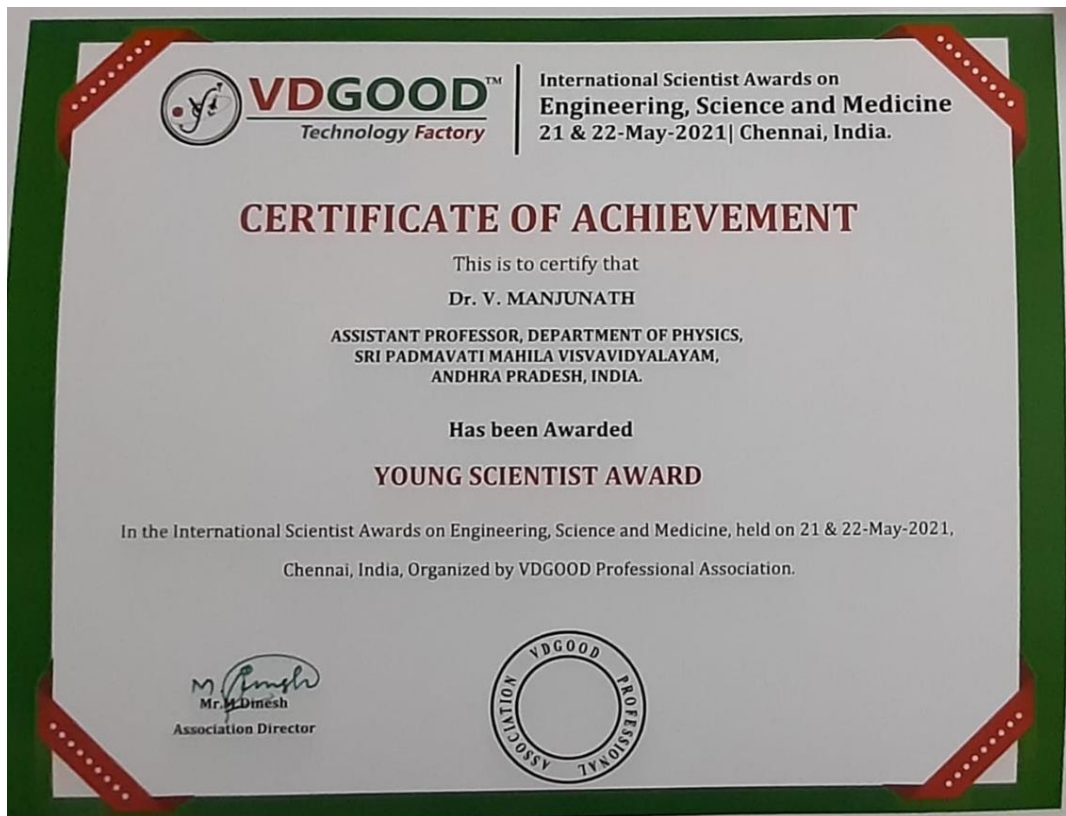 VDGOOD™
Technology Factory
International Scientist Awards on
Engineering, Science and Medicine
21 & 22-May-2021| Chennai, India.
CERTIFICATE OF ACHIEVEMENT
This is to certify that
Dr. V. MANJUNATH
ASSISTANT PROFESSOR, DEPARTMENT OF PHYSICS,
SRI PADMAVATI MAHILA VISVAVIDYALAYAM,
ANDHRA PRADESH, INDIA.
Has been Awarded
YOUNG SCIENTIST AWARD
In the International Scientist Awards on Engineering, Science and Medicine, held on 21 & 22-May-2021,
Chennai, India, Organized by VDGOOD Professional Association.
Mr.M.Dinesh
Association Director
VDGOOD PROFESSIONAL ASSOCIATION